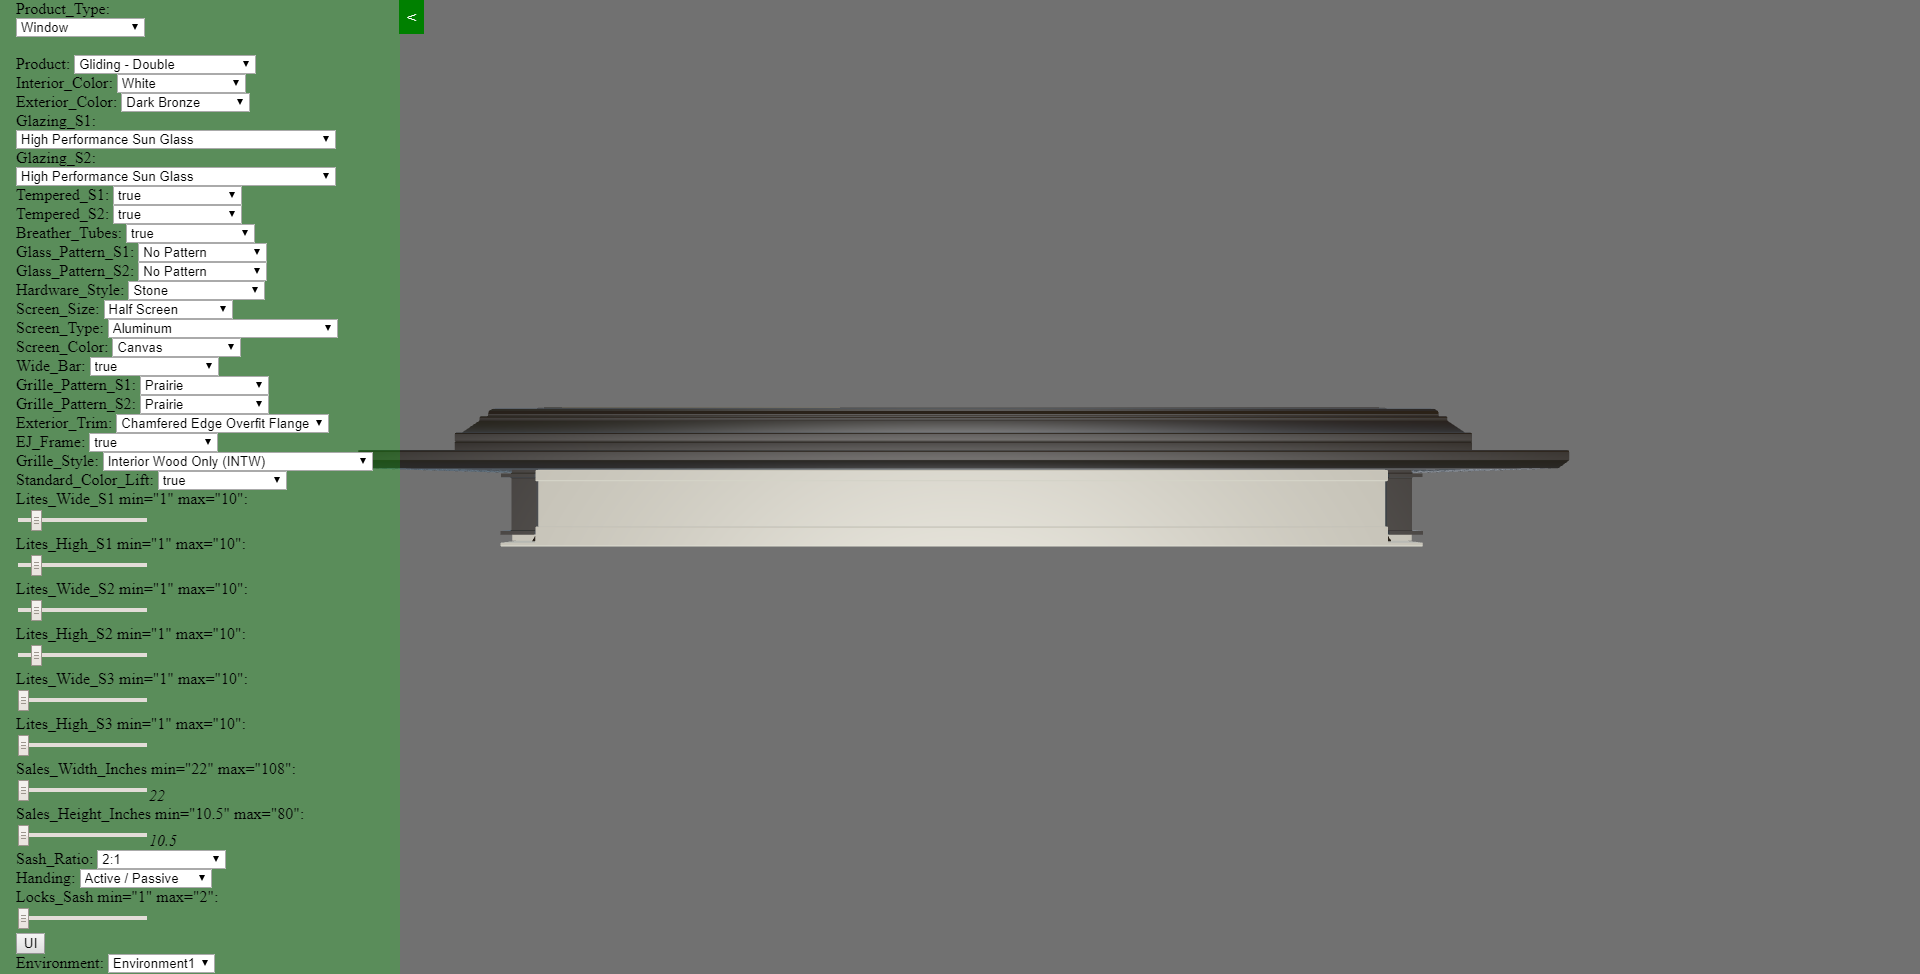 Product_Type:
Window
<
Product: Gliding - Double
Interior_Color: White
Exterior_Color: Dark Bronze
Glazing_S1:
High Performance Sun Glass
Glazing_S2:
High Performance Sun Glass
Tempered_S1: true
Tempered_S2: true
Breather_Tubes: true
Glass_Pattern_S1: No Pattern
Glass_Pattern_S2: No Pattern
Hardware_Style: Stone
Screen_Size: Half Screen
Screen_Type: Aluminum
Screen_Color: Canvas
Wide_Bar: true
Grille_Pattern_S1: Prairie
Grille_Pattern_S2: Prairie
Exterior_Trim: Chamfered Edge Overfit Flange
EJ_Frame: true
Grille_Style: Interior Wood Only (INTW)
Standard_Color_Lift: true
Lites_Wide_S1 min="1" max="10":
Lites_High_S1 min="1" max="10":
Lites_Wide_S2 min="1" max="10":
Lites_High_S2 min="1" max="10":
Lites_Wide_S3 min="1" max="10":
Lites_High_S3 min="1" max="10":
Sales_Width_Inches min="22" max="108":
22
Sales_Height_Inches min="10.5" max="80":
10.5
Sash_Ratio: 2:1
Handing: Active / Passive
Locks_Sash min="1" max="2":
UI
Environment: Environment1